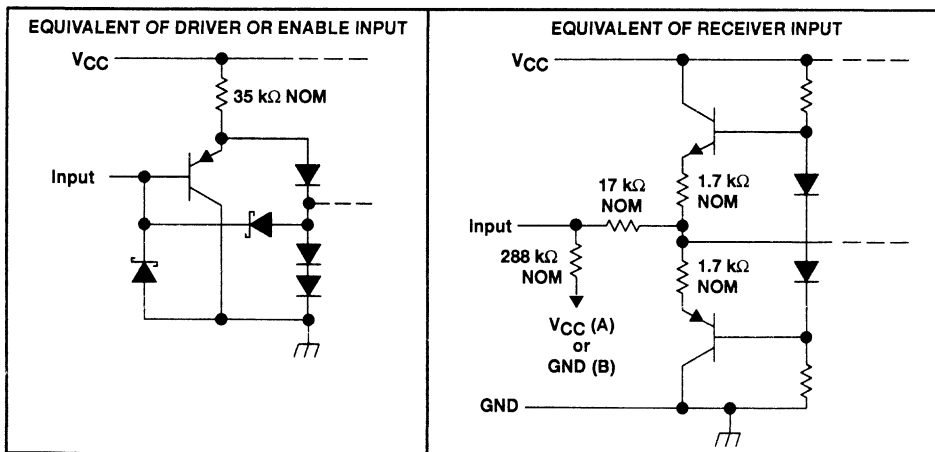 EQUIVALENT OF DRIVER OR ENABLE INPUT
VCC
35 kΩ NOM
Input
EQUIVALENT OF RECEIVER INPUT
VCC
17 kΩ
NOM
1.7 kΩ
NOM
Input
288 kΩ
NOM
1.7 kΩ
NOM
VCC (A)
or
GND (B)
GND